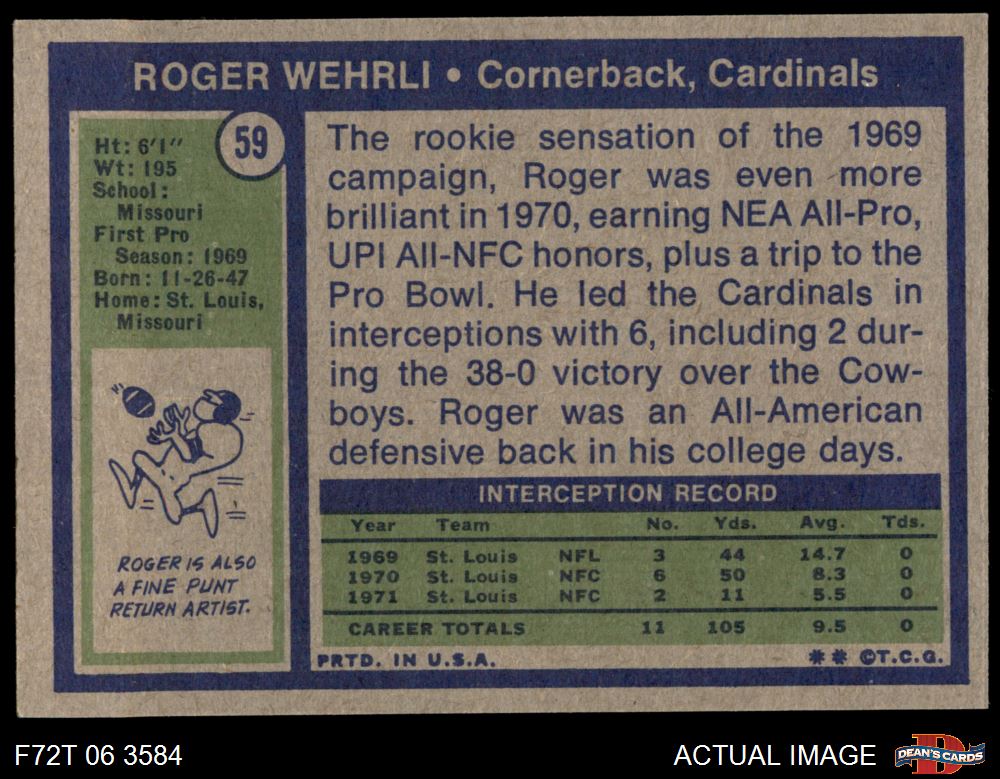 ROGER WEHRLI • Cornerback, Cardinals
59
Ht: 6'1"
Wt: 195
School:
Missouri
First Pro
Season: 1969
Born: 11-26-47
Home: St. Louis,
Missouri
ROGER IS ALSO
A FINE PUNT
RETURN ARTIST.
The rookie sensation of the 1969
campaign, Roger was even more
brilliant in 1970, earning NEA All-Pro,
UPI All-NFC honors, plus a trip to the
Pro Bowl. He led the Cardinals in
interceptions with 6, including 2 dur-
ing the 38-0 victory over the Cow-
boys. Roger was an All-American
defensive back in his college days.
INTERCEPTION RECORD
Year Team No. Yds. Avg. Tds.
1969 St. Louis NFL 3 44 14.7 0
1970 St. Louis NFC 6 50 8.3 0
1971 St. Louis NFC 2 11 5.5 0
CAREER TOTALS 11 105 9.5 0
PRTD. IN U.S.A. ** ©T.C.G.
F72T 06 3584 ACTUAL IMAGE
DEAN'S CARDS